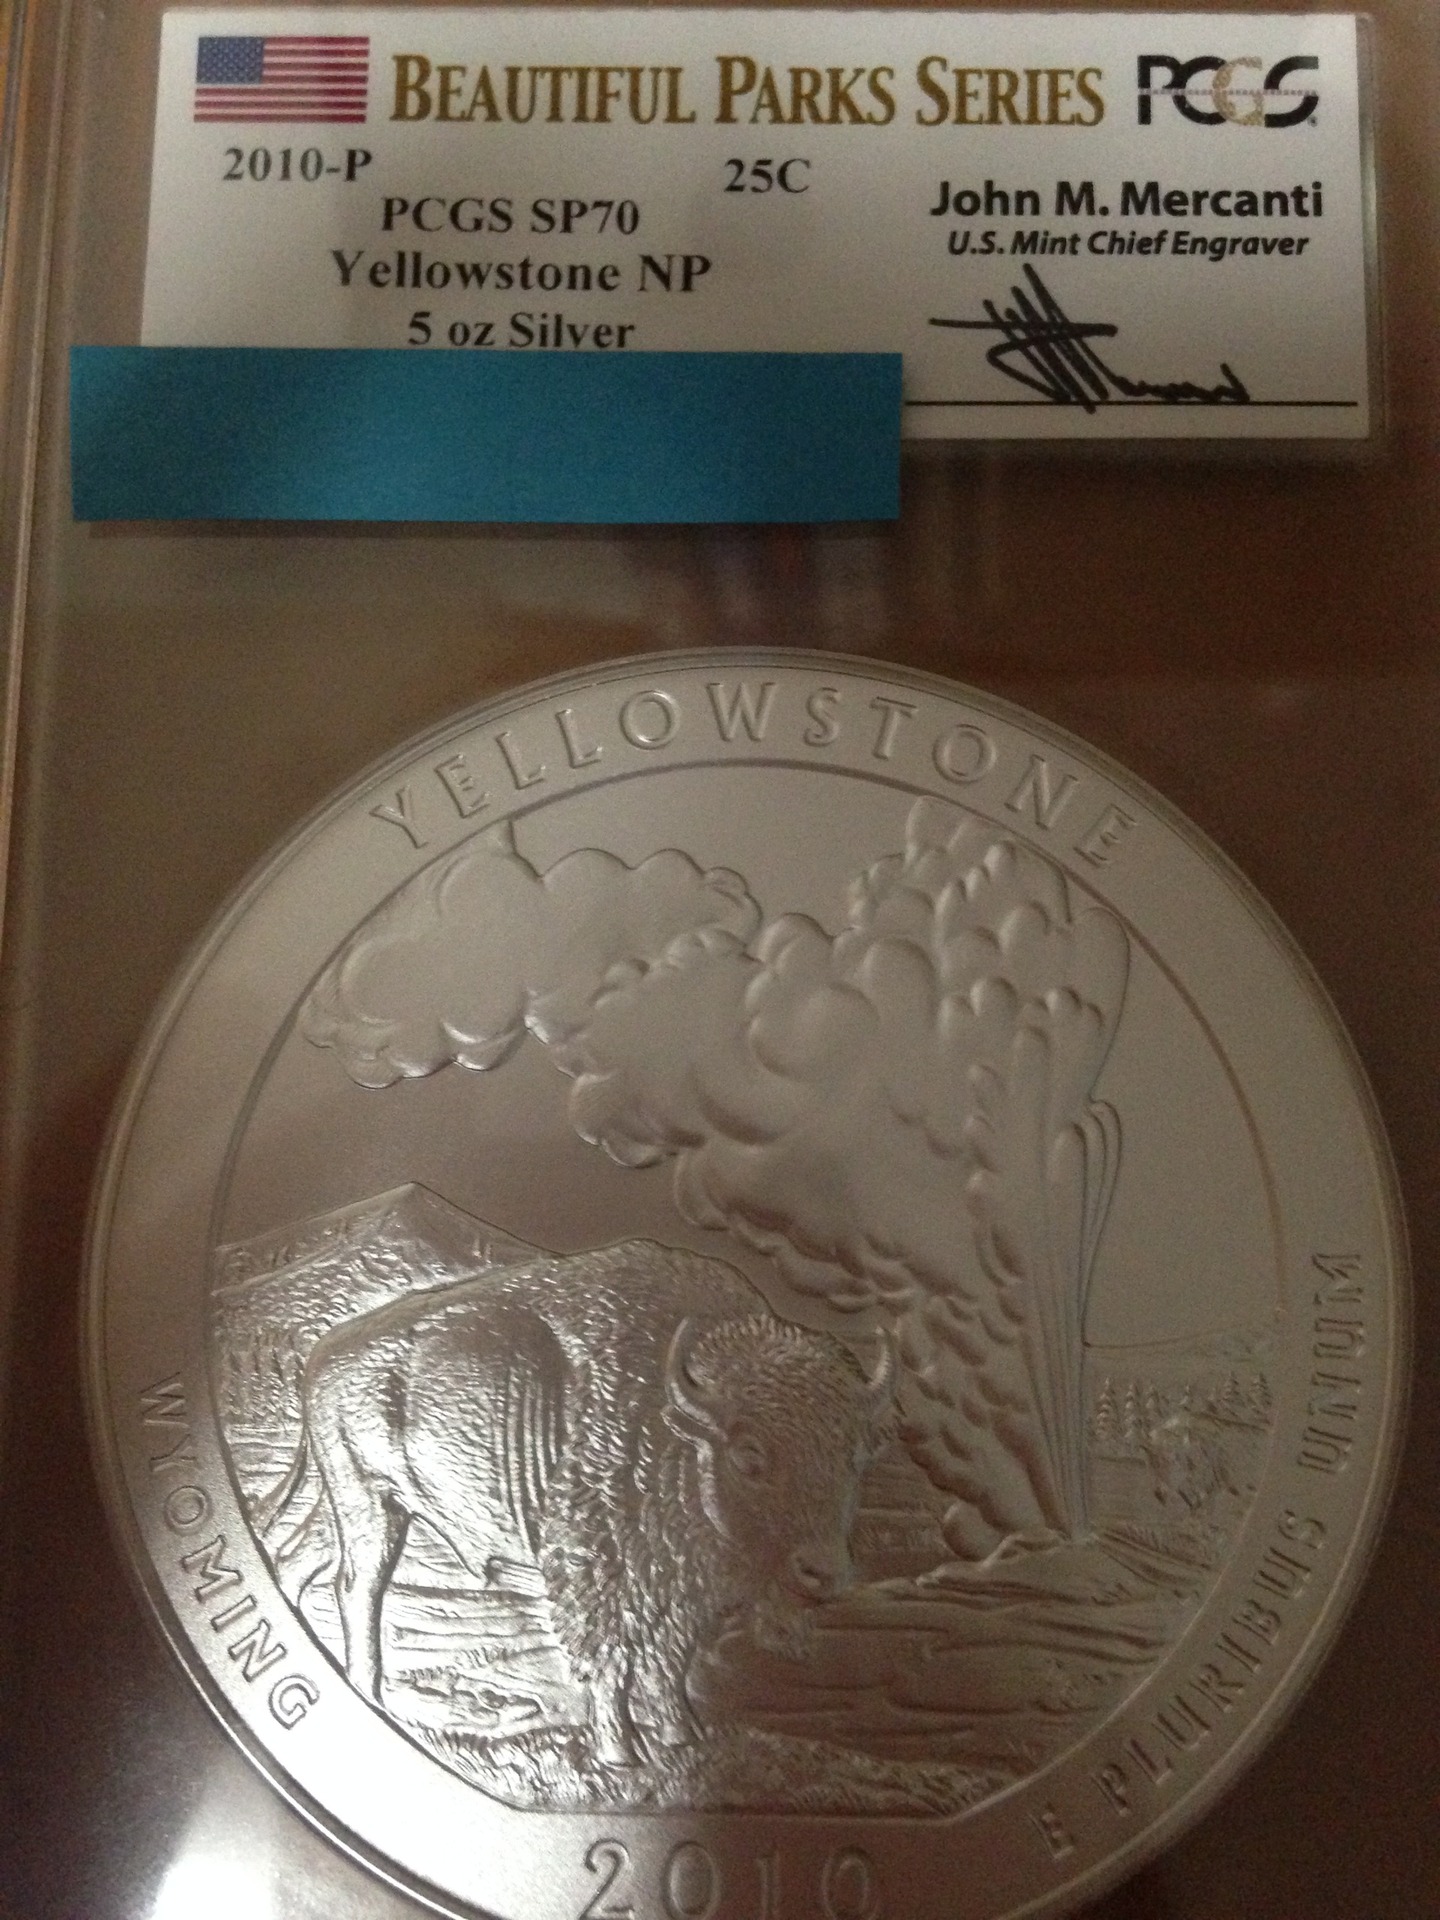 BEAUTIFUL PARKS SERIES PCGS
2010-P 25C
PCGS SP70
Yellowstone NP
5 oz Silver
John M. Mercanti
U.S. Mint Chief Engraver
YELLOWSTONE
WYOMING
E PLURIBUS UNUM
2010